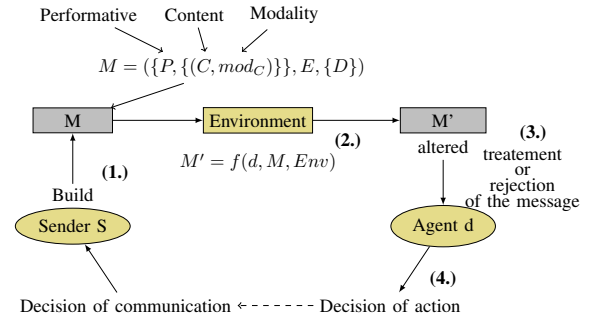 Performative Content Modality
M = ({P, {(C, mod_C)}}, E, {D})
M Environment M'
(2.)
altered
(3.)
treatement
or
rejection
of the message
M′ = f(d, M, Env)
(1.)
Build
Sender S Agent d
(4.)
Decision of communication Decision of action